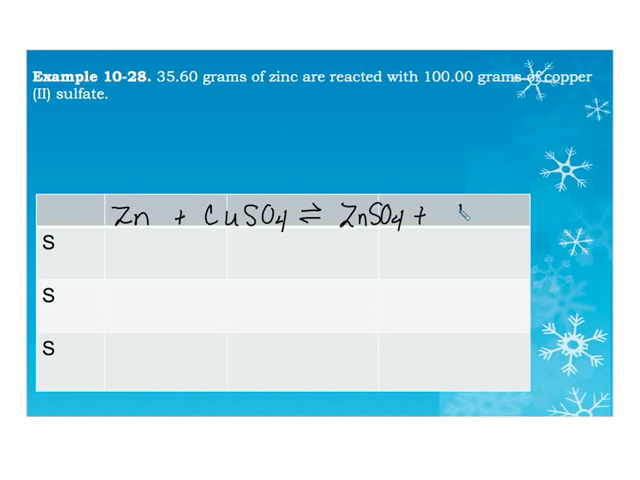 Example 10-28. 35.60 grams of zinc are reacted with 100.00 grams of copper
(II) sulfate.
Zn + CuSO4 ⇌ ZnSO4 +
S
S
S